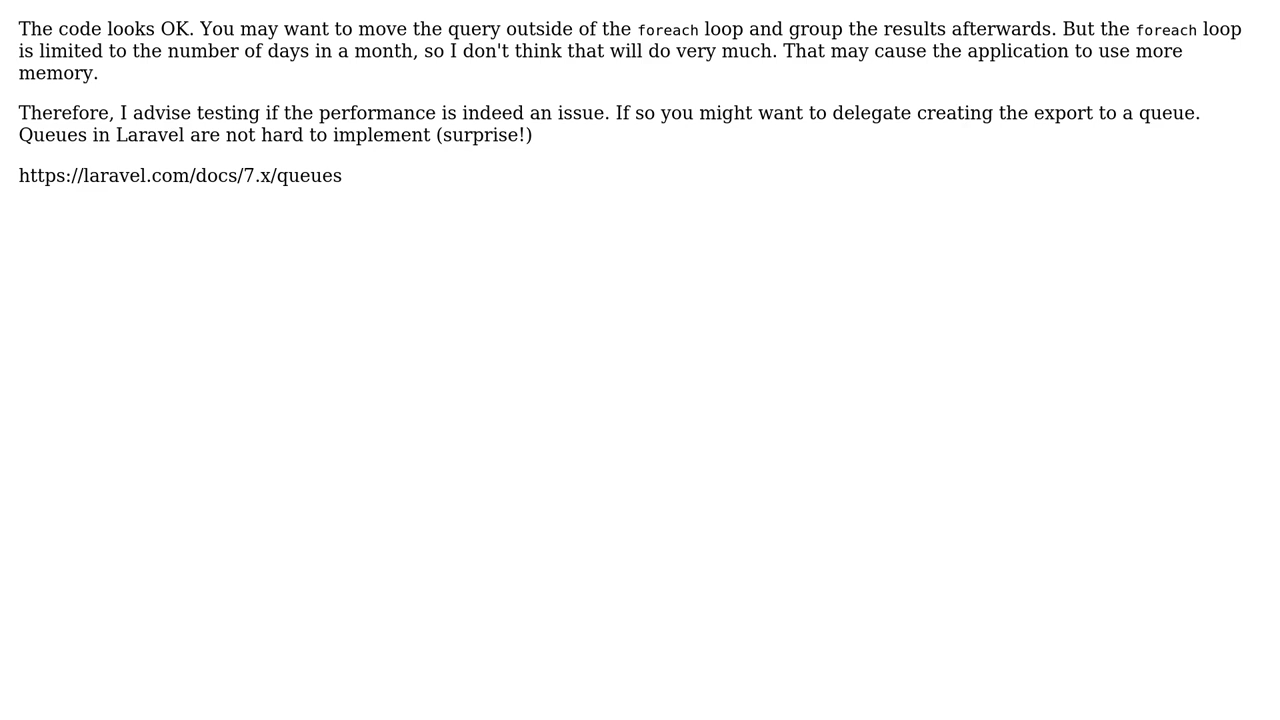 The code looks OK. You may want to move the query outside of the foreach loop and group the results afterwards. But the foreach loop
is limited to the number of days in a month, so I don't think that will do very much. That may cause the application to use more
memory.
Therefore, I advise testing if the performance is indeed an issue. If so you might want to delegate creating the export to a queue.
Queues in Laravel are not hard to implement (surprise!)
https://laravel.com/docs/7.x/queues